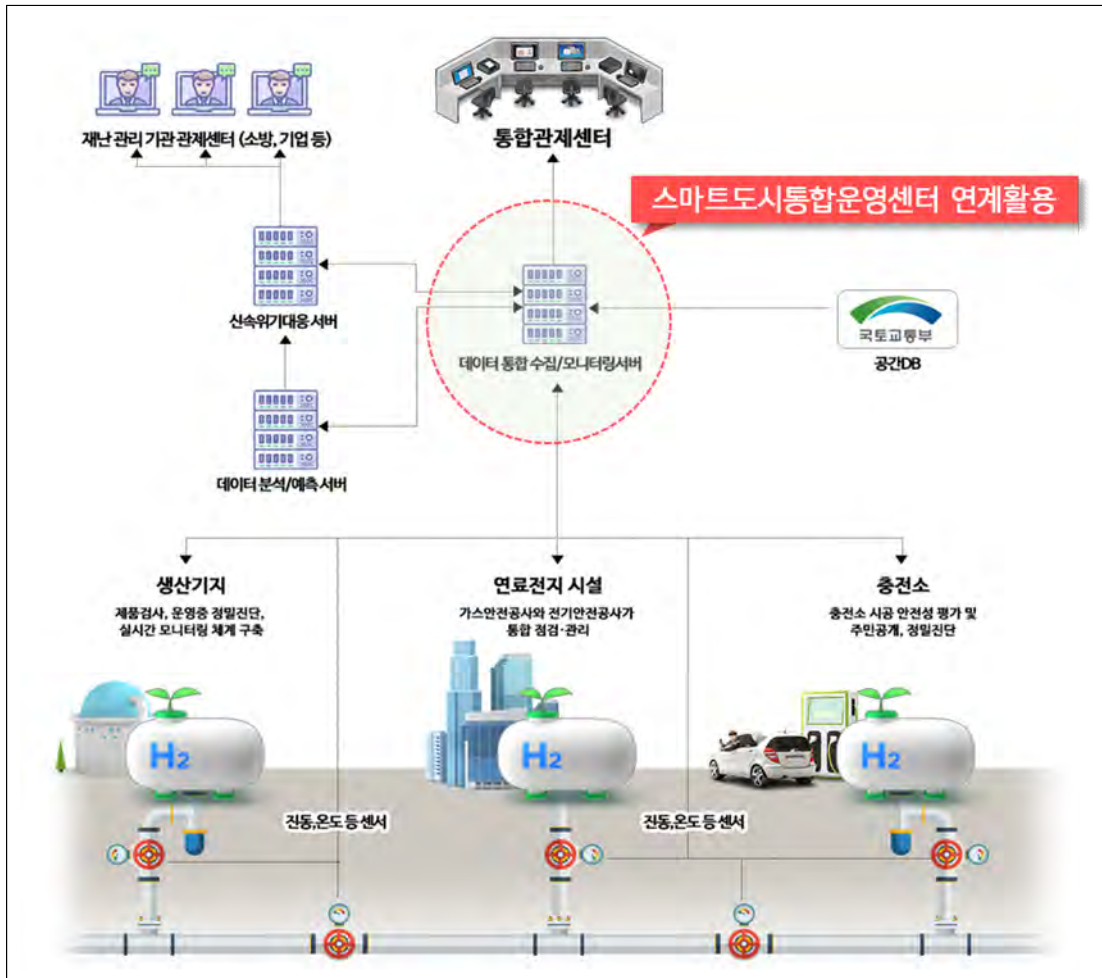 재난 관리 기관 관제센터 (소방, 기업 등)
통합관제센터
스마트도시통합운영센터 연계활용
신속위기대응 서버
데이터 통합 수집/모니터링서버
국토교통부
공간DB
데이터 분석/예측 서버
생산기지
제품검사, 운영중 정밀진단,
실시간 모니터링 체계 구축
연료전지 시설
가스안전공사와 전기안전공사가
통합 점검·관리
충전소
충전소 시공 안전성 평가 및
주민공개, 정밀진단
H2
H2
H2
진동,온도 등 센서
진동,온도 등 센서